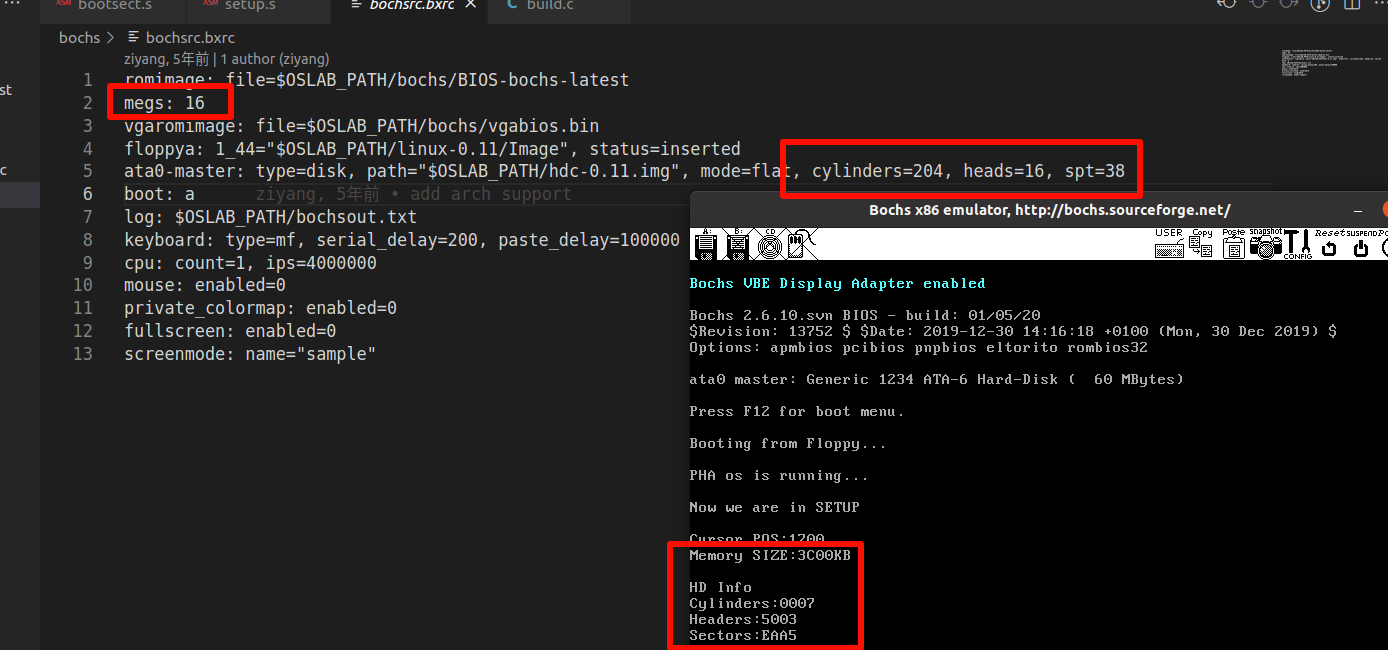 bootsect.s
setup.s
bochsrc.bxrc
build.c
bochs > bochsrc.bxrc
ziyang, 5年前 | 1 author (ziyang)
1 romimage: file=$OSLAB_PATH/bochs/BIOS-bochs-latest
2 megs: 16
3 vgaromimage: file=$OSLAB_PATH/bochs/vgabios.bin
4 floppya: 1_44="$OSLAB_PATH/linux-0.11/Image", status=inserted
5 ata0-master: type=disk, path="$OSLAB_PATH/hdc-0.11.img", mode=flat, cylinders=204, heads=16, spt=38
6 boot: a ziyang, 5年前 • add arch support
7 log: $OSLAB_PATH/bochsout.txt
8 keyboard: type=mf, serial_delay=200, paste_delay=100000
9 cpu: count=1, ips=4000000
10 mouse: enabled=0
11 private_colormap: enabled=0
12 fullscreen: enabled=0
13 screenmode: name="sample"
st
c
Bochs x86 emulator, http://bochs.sourceforge.net/
A: B: CD USER Copy Paste snapshot CONFIG Reset SUSPEND
Bochs VBE Display Adapter enabled
Bochs 2.6.10.svn BIOS - build: 01/05/20
$Revision: 13752 $ $Date: 2019-12-30 14:16:18 +0100 (Mon, 30 Dec 2019) $
Options: apmbios pcibios pnpbios eltorito rombios32
ata0 master: Generic 1234 ATA-6 Hard-Disk ( 60 MBytes)
Press F12 for boot menu.
Booting from Floppy...
PHA os is running...
Now we are in SETUP
Cursor POS:1700
Memory SIZE:3C00KB
HD Info
Cylinders:0007
Headers:5003
Sectors:EAA5